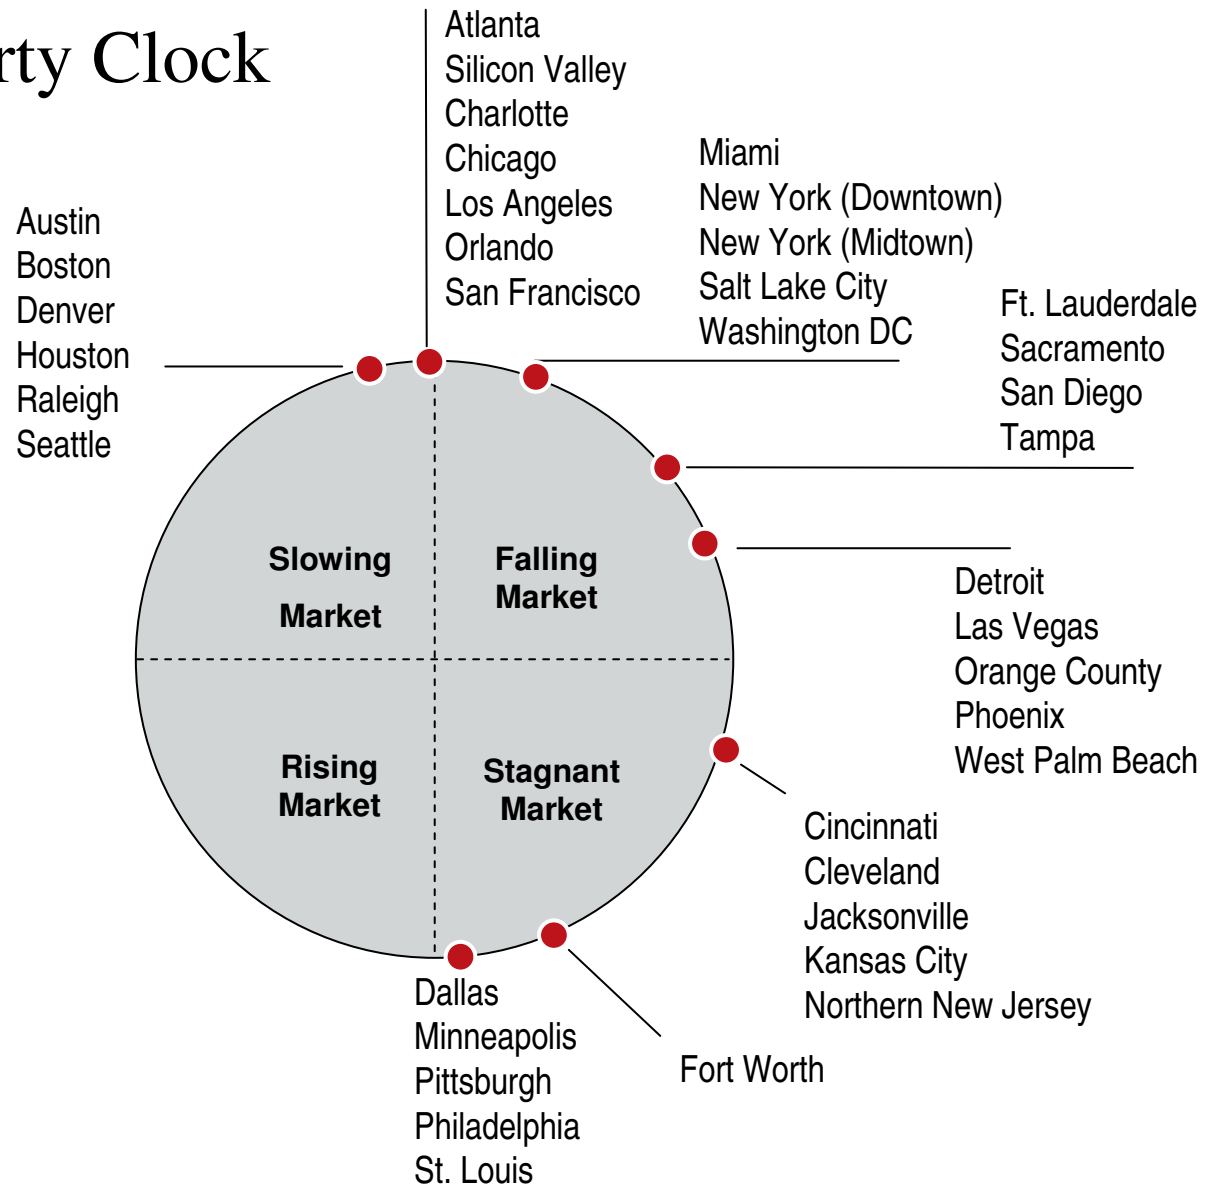 rty Clock
Atlanta
Silicon Valley
Charlotte
Chicago
Los Angeles
Orlando
San Francisco
Miami
New York (Downtown)
New York (Midtown)
Salt Lake City
Washington DC
Austin
Boston
Denver
Houston
Raleigh
Seattle
Ft. Lauderdale
Sacramento
San Diego
Tampa
Slowing
Market
Falling
Market
Detroit
Las Vegas
Orange County
Phoenix
West Palm Beach
Rising
Market
Stagnant
Market
Cincinnati
Cleveland
Jacksonville
Kansas City
Northern New Jersey
Fort Worth
Dallas
Minneapolis
Pittsburgh
Philadelphia
St. Louis